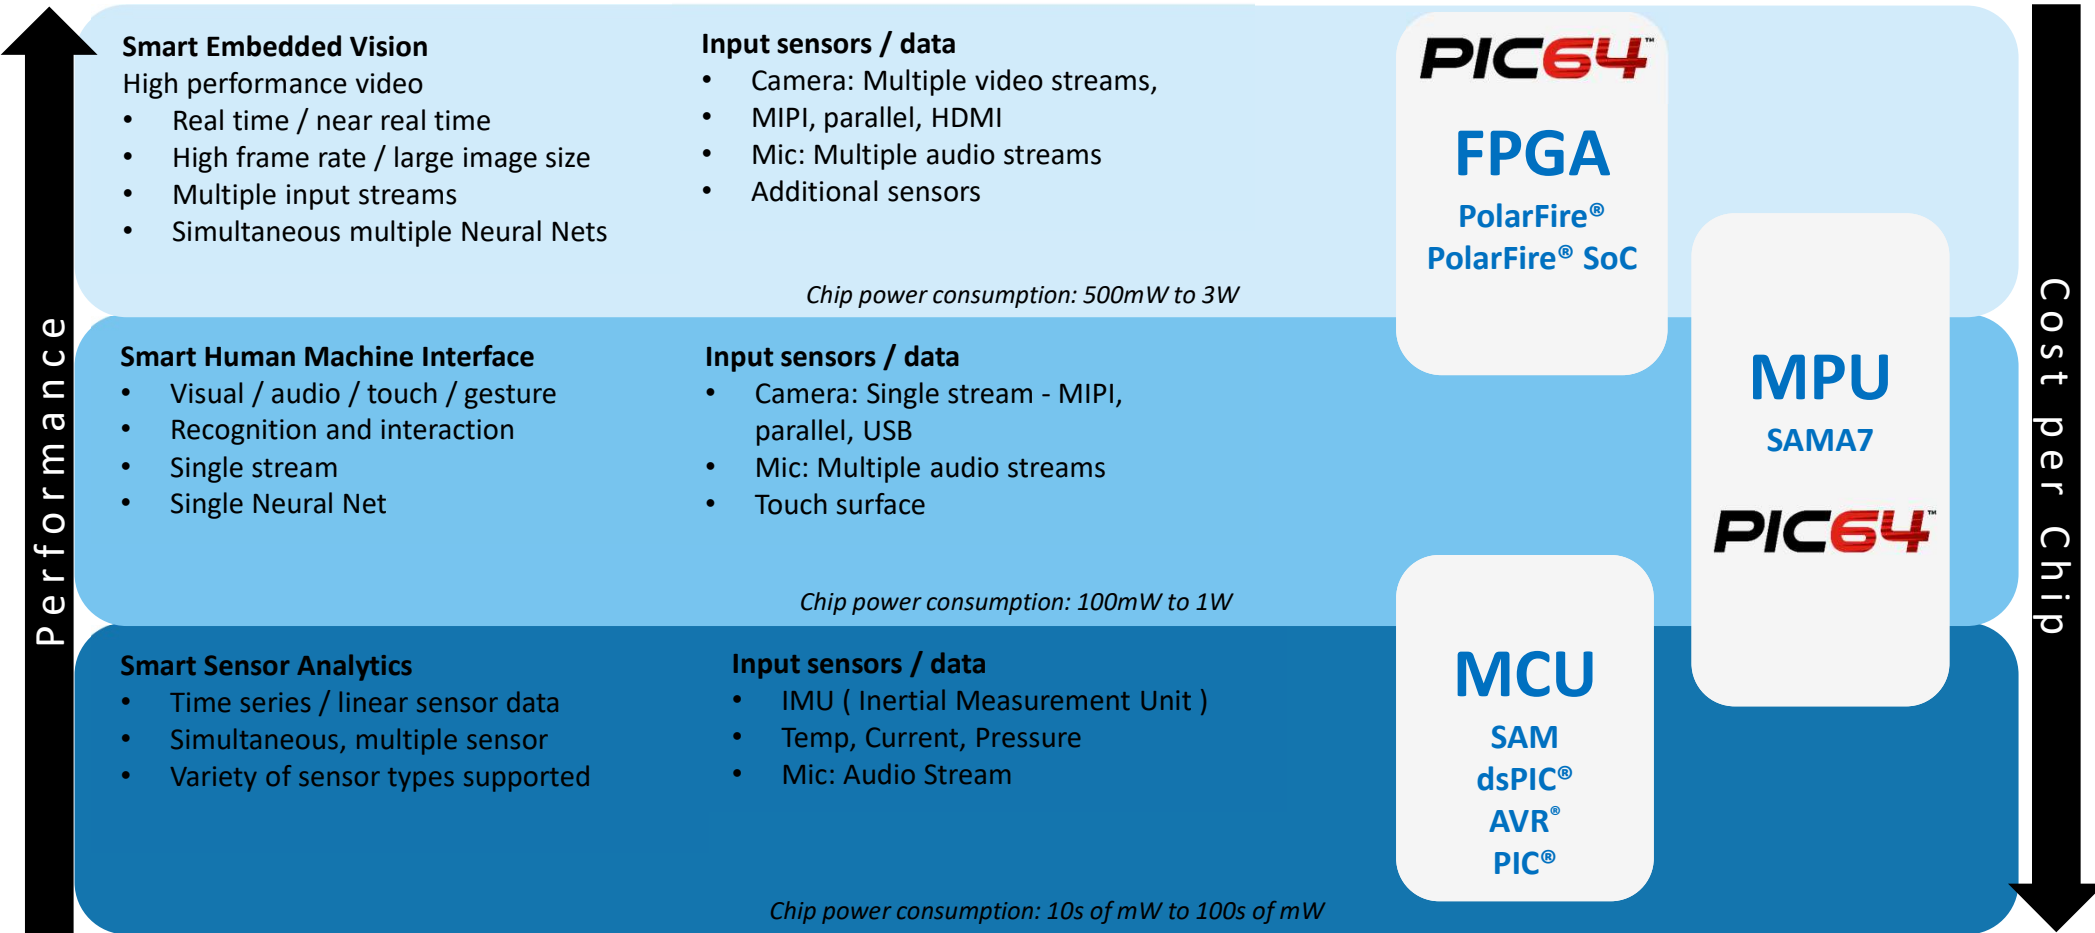 Performance
Smart Embedded Vision
High performance video
• Real time / near real time
• High frame rate / large image size
• Multiple input streams
• Simultaneous multiple Neural Nets
Input sensors / data
• Camera: Multiple video streams,
• MIPI, parallel, HDMI
• Mic: Multiple audio streams
• Additional sensors
Chip power consumption: 500mW to 3W
PIC64™
FPGA
PolarFire®
PolarFire® SoC
Smart Human Machine Interface
• Visual / audio / touch / gesture
• Recognition and interaction
• Single stream
• Single Neural Net
Input sensors / data
• Camera: Single stream - MIPI,
parallel, USB
• Mic: Multiple audio streams
• Touch surface
Chip power consumption: 100mW to 1W
MPU
SAMA7
PIC64™
Smart Sensor Analytics
• Time series / linear sensor data
• Simultaneous, multiple sensor
• Variety of sensor types supported
Input sensors / data
• IMU ( Inertial Measurement Unit )
• Temp, Current, Pressure
• Mic: Audio Stream
Chip power consumption: 10s of mW to 100s of mW
MCU
SAM
dsPIC®
AVR®
PIC®
Cost per Chip